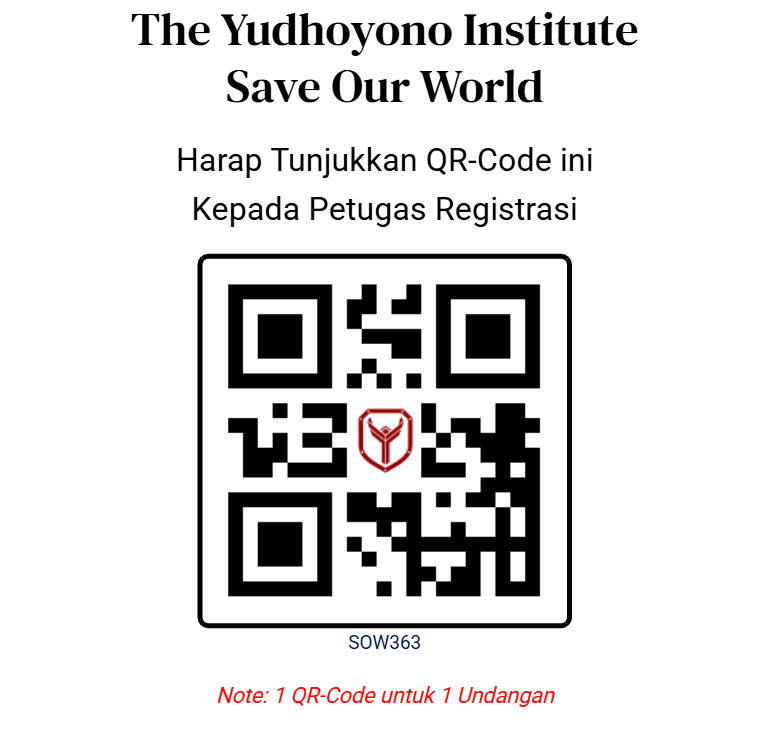 The Yudhoyono Institute
Save Our World
Harap Tunjukkan QR-Code ini
Kepada Petugas Registrasi
SOW363
Note: 1 QR-Code untuk 1 Undangan